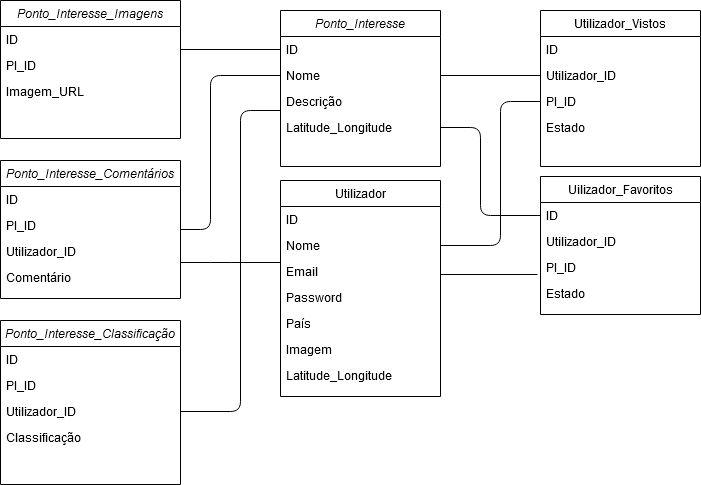 Ponto_Interesse_Imagens
ID
PI_ID
Imagem_URL
Ponto_Interesse_Comentários
ID
PI_ID
Utilizador_ID
Comentário
Ponto_Interesse_Classificação
ID
PI_ID
Utilizador_ID
Classificação
Ponto_Interesse
ID
Nome
Descrição
Latitude_Longitude
Utilizador
ID
Nome
Email
Password
País
Imagem
Latitude_Longitude
Utilizador_Vistos
ID
Utilizador_ID
PI_ID
Estado
Uilizador_Favoritos
ID
Utilizador_ID
PI_ID
Estado